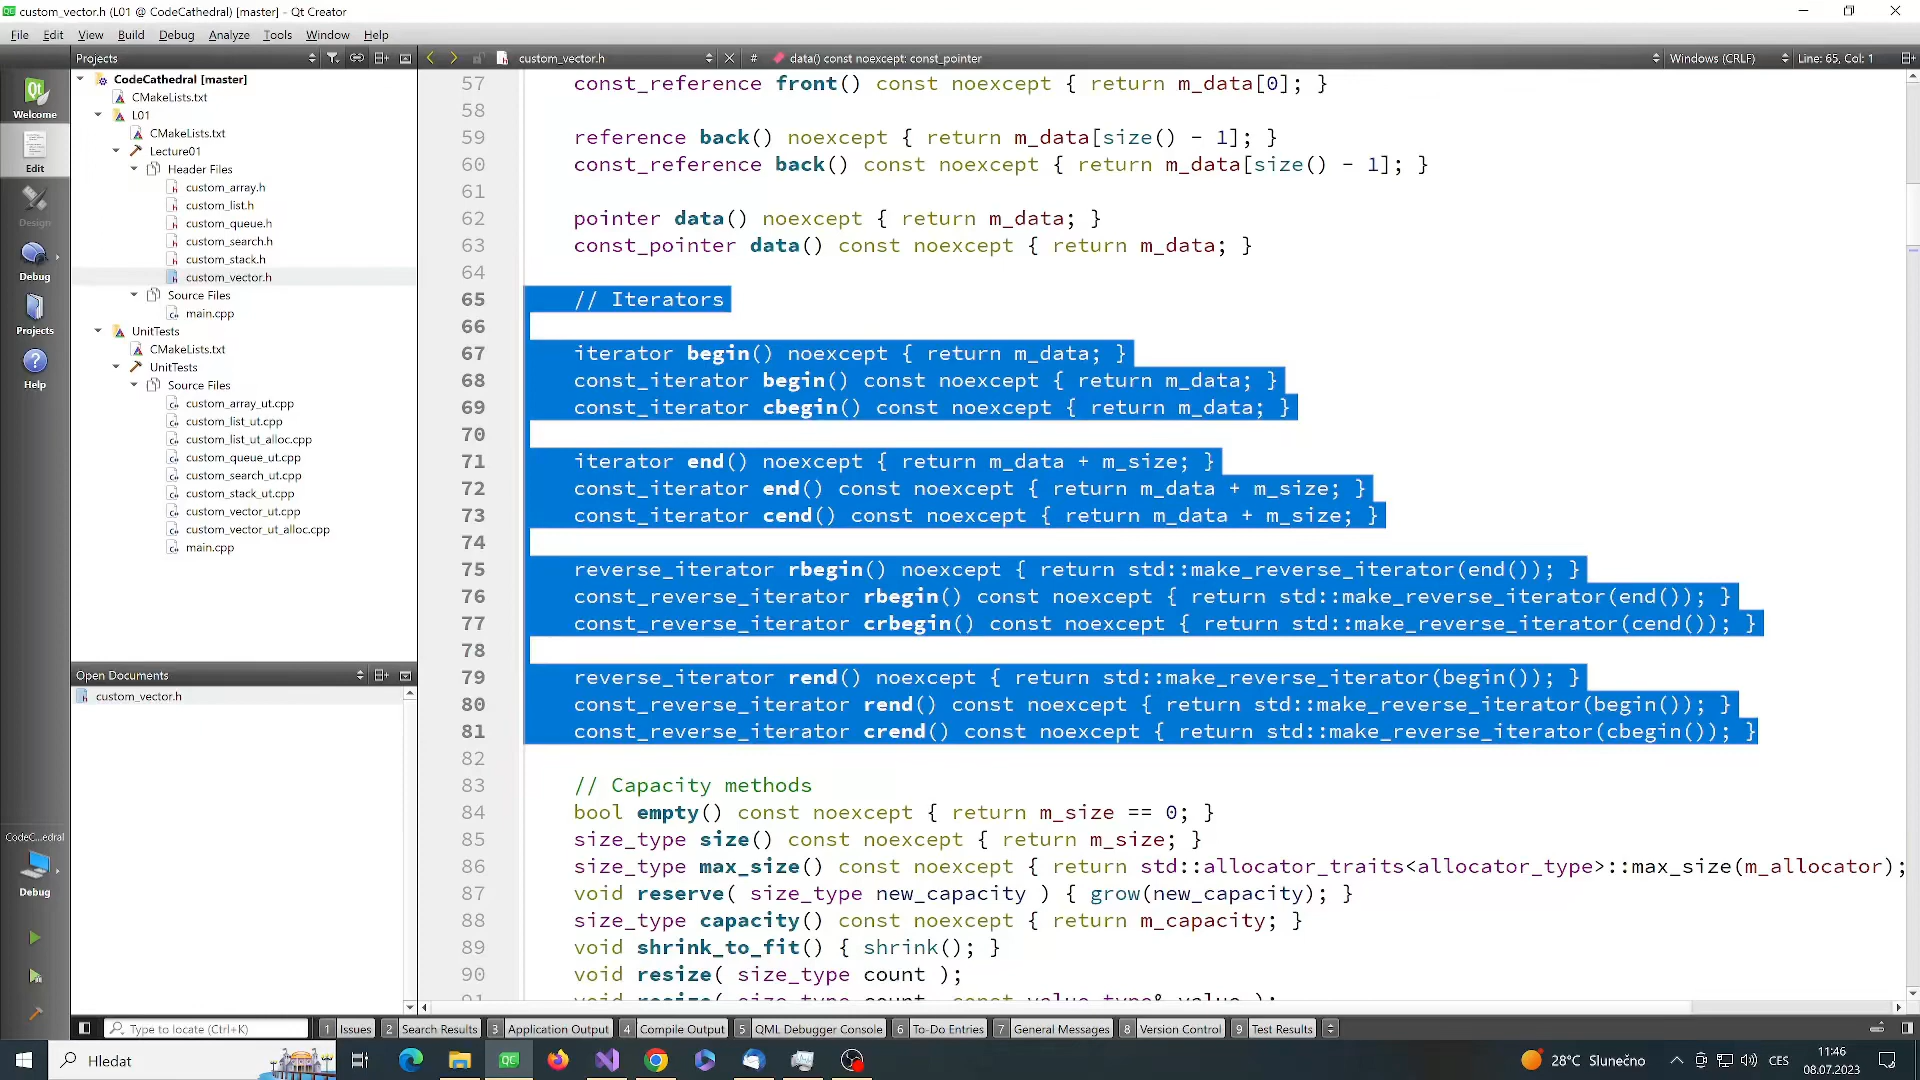 custom_vector.h (L01 @ CodeCathedral) [master] - Qt Creator
File Edit View Build Debug Analyze Tools Window Help
Projects custom_vector.h # data() const noexcept: const_pointer Windows (CRLF) Line: 65, Col: 1
Welcome
Edit
Design
Debug
Projects
Help
CodeC...edral
Debug
CodeCathedral [master]
CMakeLists.txt
L01
CMakeLists.txt
Lecture01
Header Files
custom_array.h
custom_list.h
custom_queue.h
custom_search.h
custom_stack.h
custom_vector.h
Source Files
main.cpp
UnitTests
CMakeLists.txt
UnitTests
Source Files
custom_array_ut.cpp
custom_list_ut.cpp
custom_list_ut_alloc.cpp
custom_queue_ut.cpp
custom_search_ut.cpp
custom_stack_ut.cpp
custom_vector_ut.cpp
custom_vector_ut_alloc.cpp
main.cpp
Open Documents
custom_vector.h
57 const_reference front() const noexcept { return m_data[0]; }
58
59 reference back() noexcept { return m_data[size() - 1]; }
60 const_reference back() const noexcept { return m_data[size() - 1]; }
61
62 pointer data() noexcept { return m_data; }
63 const_pointer data() const noexcept { return m_data; }
64
65 // Iterators
66
67 iterator begin() noexcept { return m_data; }
68 const_iterator begin() const noexcept { return m_data; }
69 const_iterator cbegin() const noexcept { return m_data; }
70
71 iterator end() noexcept { return m_data + m_size; }
72 const_iterator end() const noexcept { return m_data + m_size; }
73 const_iterator cend() const noexcept { return m_data + m_size; }
74
75 reverse_iterator rbegin() noexcept { return std::make_reverse_iterator(end()); }
76 const_reverse_iterator rbegin() const noexcept { return std::make_reverse_iterator(end()); }
77 const_reverse_iterator crbegin() const noexcept { return std::make_reverse_iterator(cend()); }
78
79 reverse_iterator rend() noexcept { return std::make_reverse_iterator(begin()); }
80 const_reverse_iterator rend() const noexcept { return std::make_reverse_iterator(begin()); }
81 const_reverse_iterator crend() const noexcept { return std::make_reverse_iterator(cbegin()); }
82
83 // Capacity methods
84 bool empty() const noexcept { return m_size == 0; }
85 size_type size() const noexcept { return m_size; }
86 size_type max_size() const noexcept { return std::allocator_traits<allocator_type>::max_size(m_allocator);
87 void reserve( size_type new_capacity ) { grow(new_capacity); }
88 size_type capacity() const noexcept { return m_capacity; }
89 void shrink_to_fit() { shrink(); }
90 void resize( size_type count );
91 void resize( size_type count, const value_type& value );
Type to locate (Ctrl+K) 1 Issues 2 Search Results 3 Application Output 4 Compile Output 5 QML Debugger Console 6 To-Do Entries 7 General Messages 8 Version Control 9 Test Results
Hledat 28°C Slunečno CES 11:46
08.07.2023